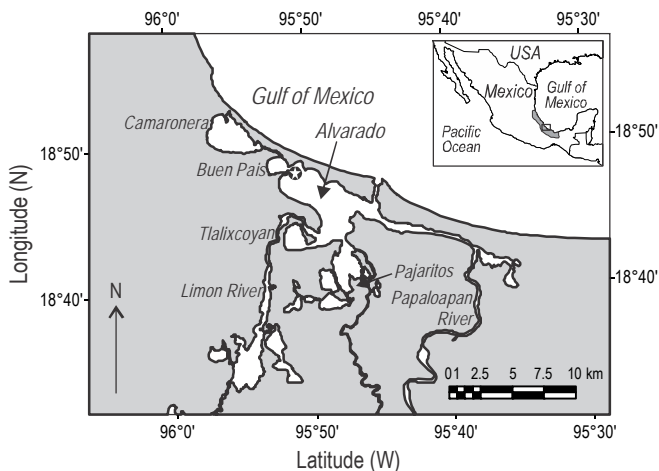 96°0′ 95°50′ 95°40′ 95°30′
USA
Mexico
Gulf of
Mexico
Pacific
Ocean
Gulf of Mexico
Camaronera
Alvarado
18°50′
18°50′
Buen Pais
Tlalixcoyan
Longitude (N)
Pajaritos
18°40′
18°40′
Limon River
Papaloapan
River
N
01 2.5 5 7.5 10 km
96°0′ 95°50′ 95°40′ 95°30′
Latitude (W)